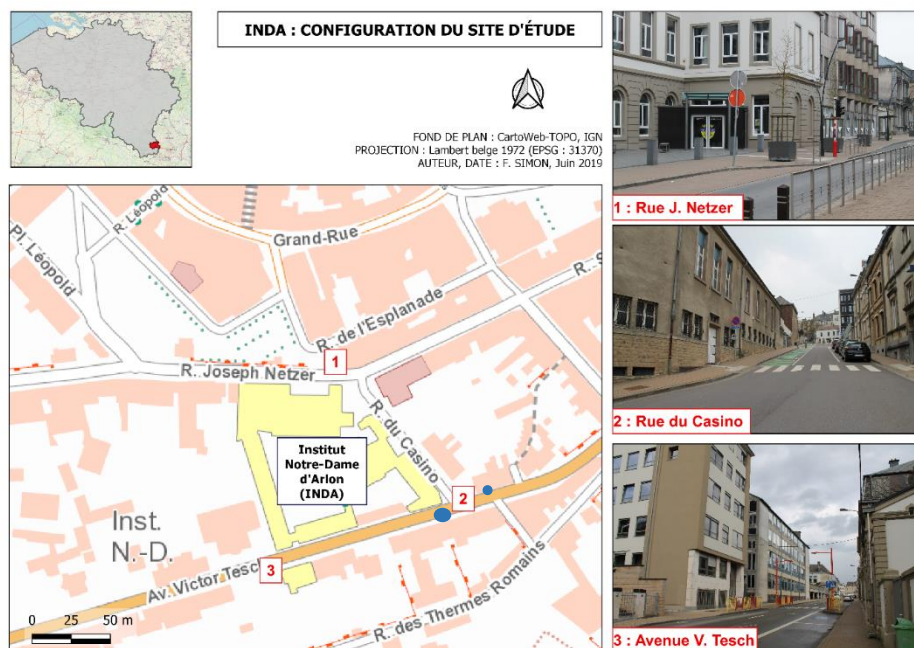 INDA : CONFIGURATION DU SITE D'ÉTUDE
FOND DE PLAN : CartoWeb-TOPO, IGN
PROJECTION : Lambert belge 1972 (EPSG : 31370)
AUTEUR, DATE : F. SIMON, Juin 2019
1 : Rue J. Netzer
R. Léopold
Pl. Léopold
Grand-Rue
R. de l'Esplanade
R. S
1
R. Joseph Netzer
R. du Casino
Institut
Notre-Dame
d'Arlon
(INDA)
2
Inst.
N.-D.
3
Av. Victor Tesch
R. des Thermes Romains
0 25 50 m
2 : Rue du Casino
3 : Avenue V. Tesch